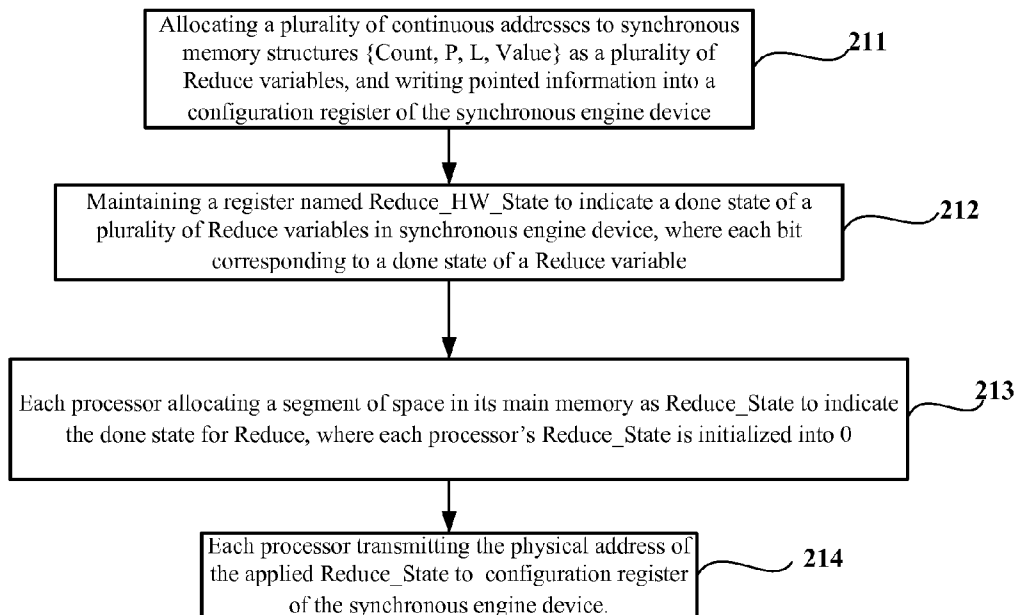 Allocating a plurality of continuous addresses to synchronous
memory structures {Count, P, L, Value} as a plurality of
Reduce variables, and writing pointed information into a
configuration register of the synchronous engine device
211
Maintaining a register named Reduce_HW_State to indicate a done state of a
plurality of Reduce variables in synchronous engine device, where each bit
corresponding to a done state of a Reduce variable
212
Each processor allocating a segment of space in its main memory as Reduce_State to indicate
the done state for Reduce, where each processor's Reduce_State is initialized into 0
213
Each processor transmitting the physical address of
the applied Reduce_State to configuration register
of the synchronous engine device.
214